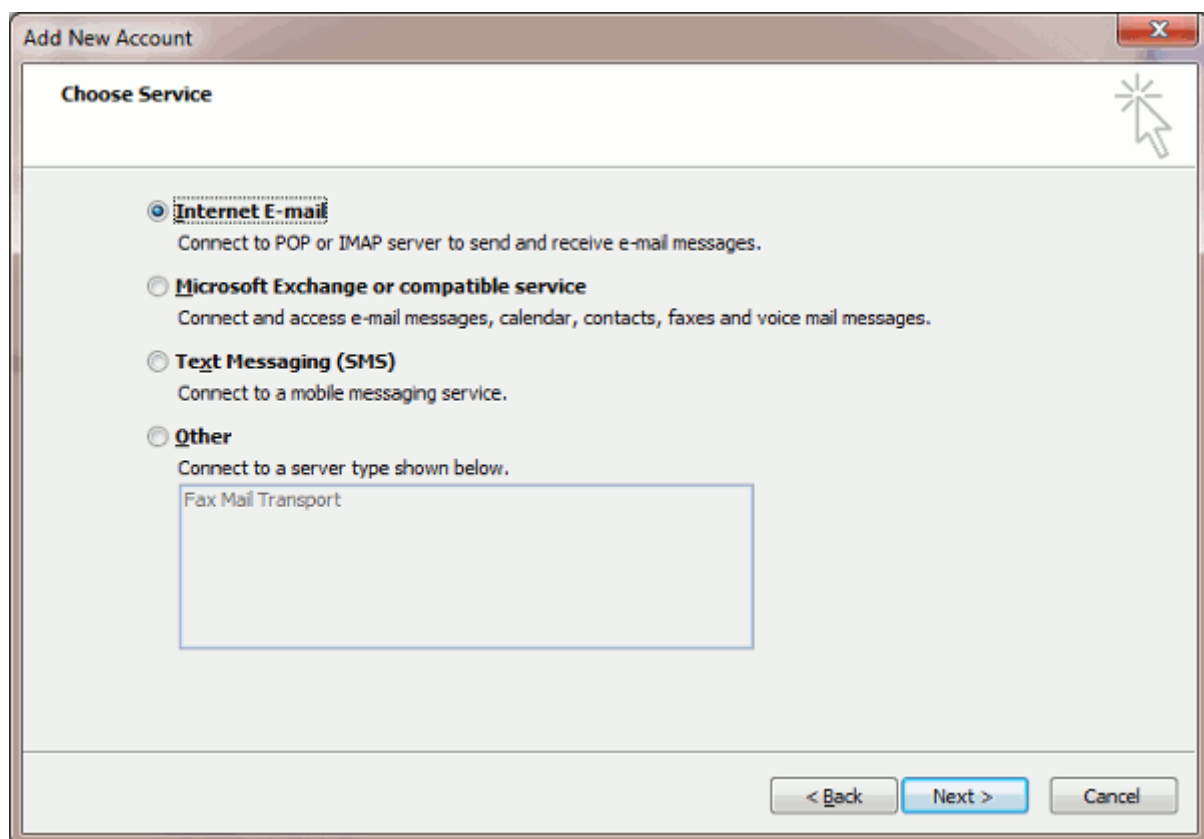 Add New Account
Choose Service
Internet E-mail
Connect to POP or IMAP server to send and receive e-mail messages.
Microsoft Exchange or compatible service
Connect and access e-mail messages, calendar, contacts, faxes and voice mail messages.
Text Messaging (SMS)
Connect to a mobile messaging service.
Other
Connect to a server type shown below.
Fax Mail Transport
< Back Next > Cancel